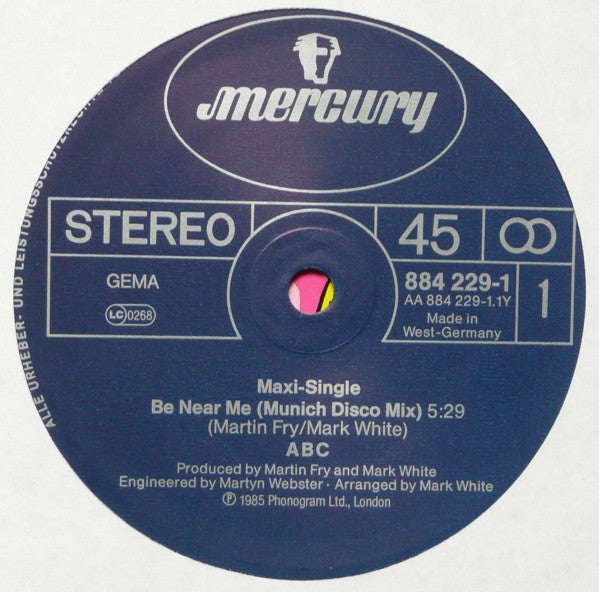 mercury
STEREO
45
GEMA
LC 0268
884 229-1
AA 884 229-1.1Y
Made in
West-Germany
1
Maxi-Single
Be Near Me (Munich Disco Mix) 5:29
(Martin Fry/Mark White)
ABC
Produced by Martin Fry and Mark White
Engineered by Martyn Webster · Arranged by Mark White
℗ 1985 Phonogram Ltd., London
ALLE URHEBER- UND